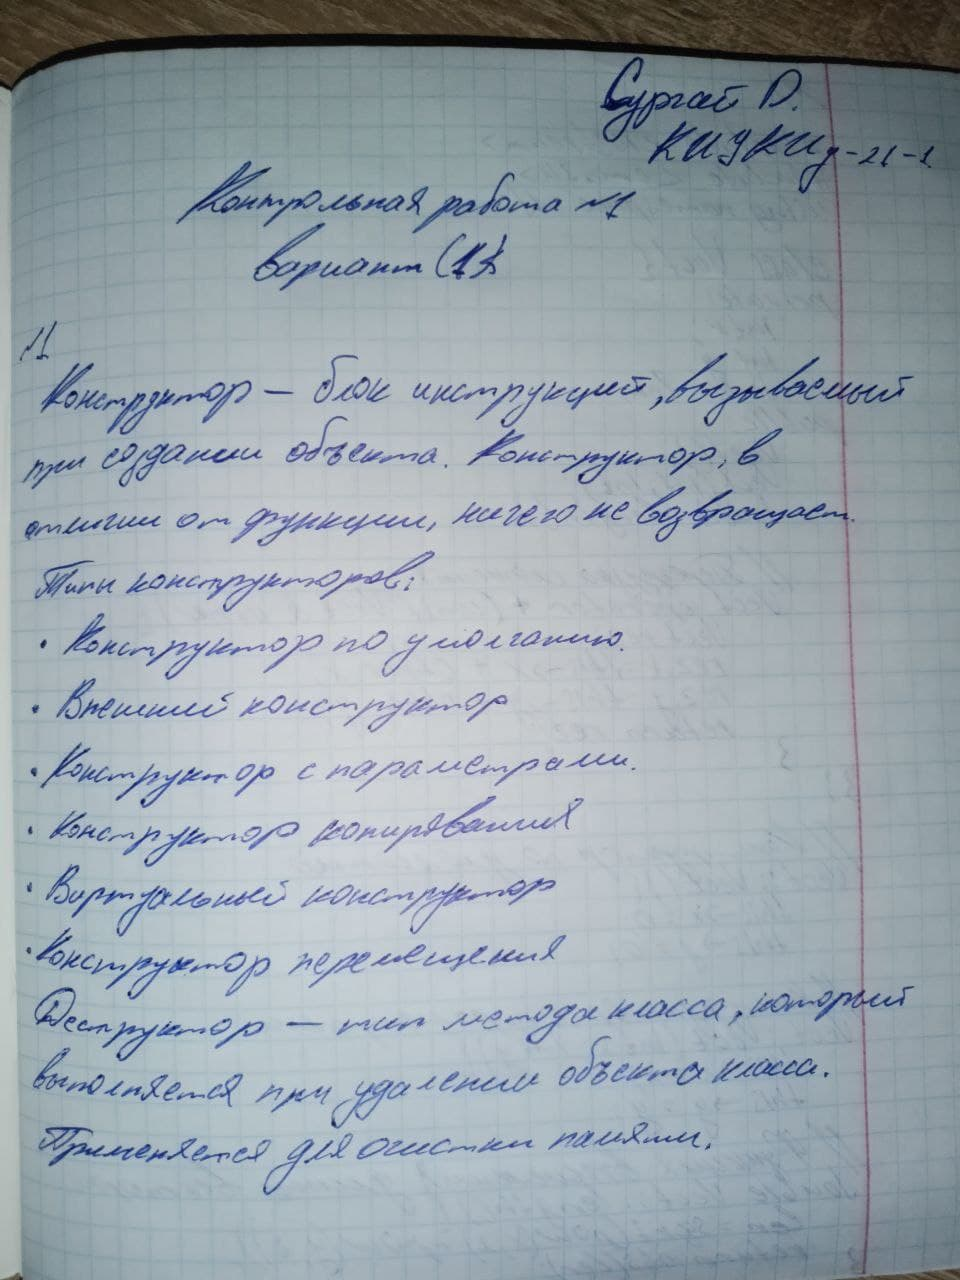 Сургай D.
КИУКИу-21-1
Контрольная работа №1
вариант (1)
№1
Конструктор — блок инструкций, вызываемый
при создании объекта. Конструктор, в
отличии от функции, ничего не возвращает.
Типы конструкторов:
• Конструктор по умолчанию.
• Внешний конструктор
• Конструктор с параметрами.
• Конструктор копирования
• Виртуальный конструктор
• Конструктор перемещения
Деструктор — тип метода класса, который
выполняется при удалении объекта класса.
Применяется для очистки памяти.